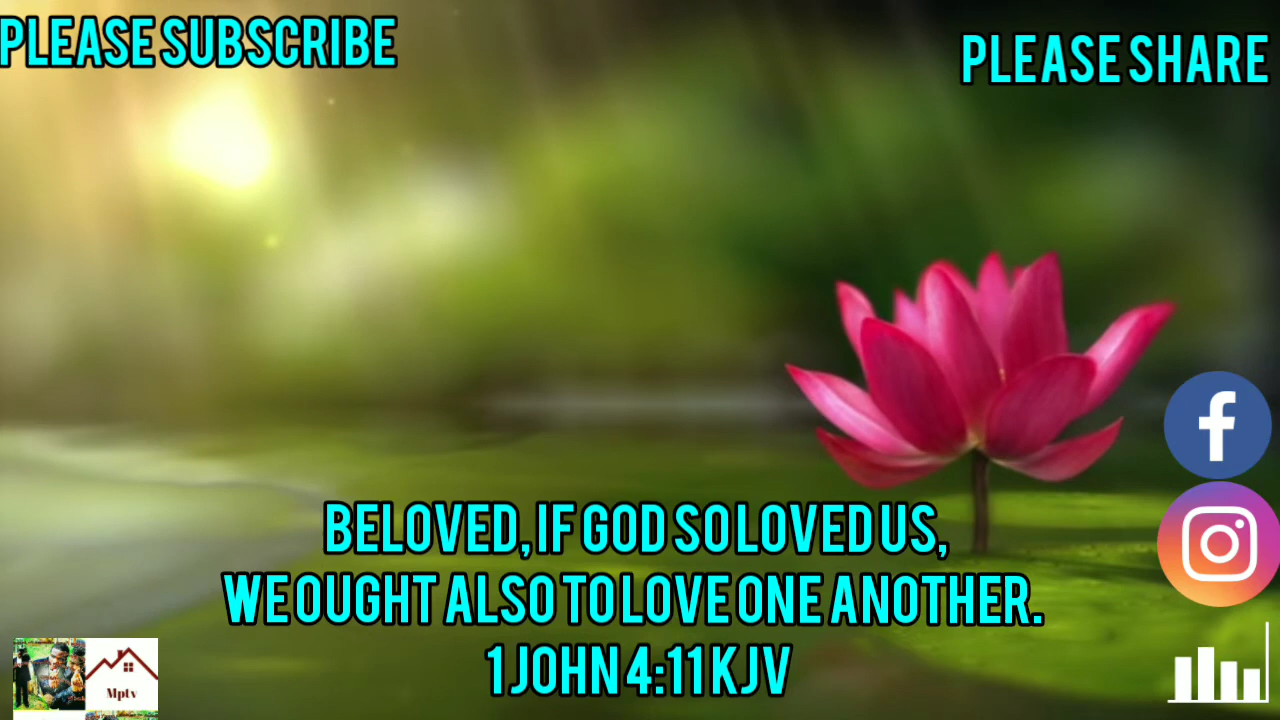 PLEASE SUBSCRIBE
PLEASE SHARE
BELOVED, IF GOD SO LOVED US,
WE OUGHT ALSO TO LOVE ONE ANOTHER.
1 JOHN 4:11 KJV
Mptv